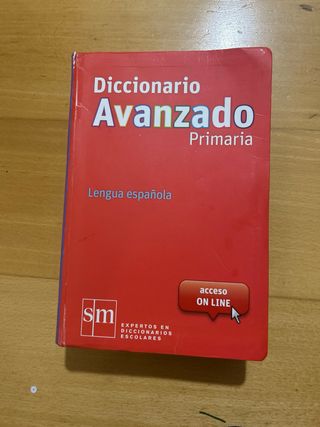 Diccionario
Avanzado
Primaria
Lengua española
acceso
ON LINE
sm
EXPERTOS EN
DICCIONARIOS
ESCOLARES